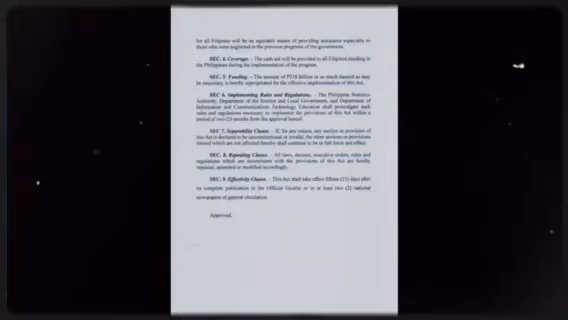 for all Filipinos will be an equitable means of providing assistance especially to
those who were neglected in the previous programs of the government.
SEC. 4. Coverage. – The cash aid will be provided to all Filipinos residing in
the Philippines during the implementation of the program.
SEC. 5. Funding. – The amount of P218 billion or so much thereof as may
be necessary, is hereby appropriated for the effective implementation of this Act.
SEC 6. Implementing Rules and Regulations. – The Philippine Statistics
Authority, Department of the Interior and Local Government, and Department of
Information and Communications Technology Education shall promulgate such
rules and regulations necessary to implement the provisions of this Act within a
period of two (2) months from the approval hereof.
SEC 7. Separability Clause. – If, for any reason, any section or provision of
this Act is declared to be unconstitutional or invalid, the other sections or provisions
thereof which are not affected thereby shall continue to be in full force and effect.
SEC. 8. Repealing Clause. – All laws, decrees, executive orders, rules and
regulations which are inconsistent with the provisions of this Act are hereby
repealed, amended or modified accordingly.
SEC. 9. Effectivity Clause. – This Act shall take effect fifteen (15) days after
its complete publication in the Official Gazette or in at least two (2) national
newspapers of general circulation.
Approved,